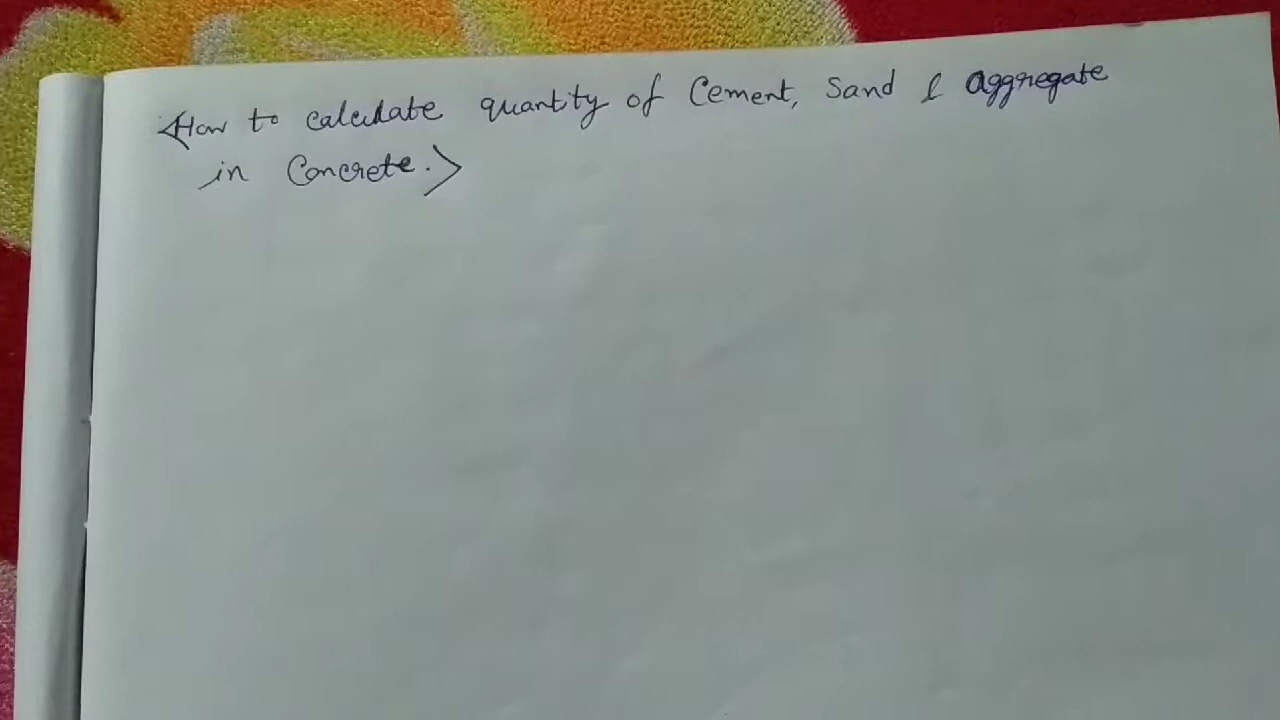 <How to calculate quantity of Cement, Sand & aggregate
in Concrete.>